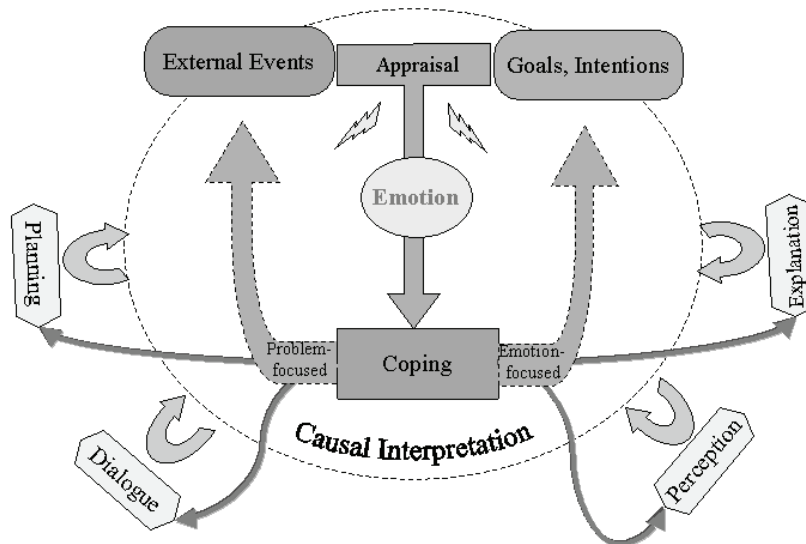 External Events
Appraisal
Goals, Intentions
Emotion
Planning
Explanation
Problem-
focused
Coping
Emotion-
focused
Causal Interpretation
Dialogue
Perception